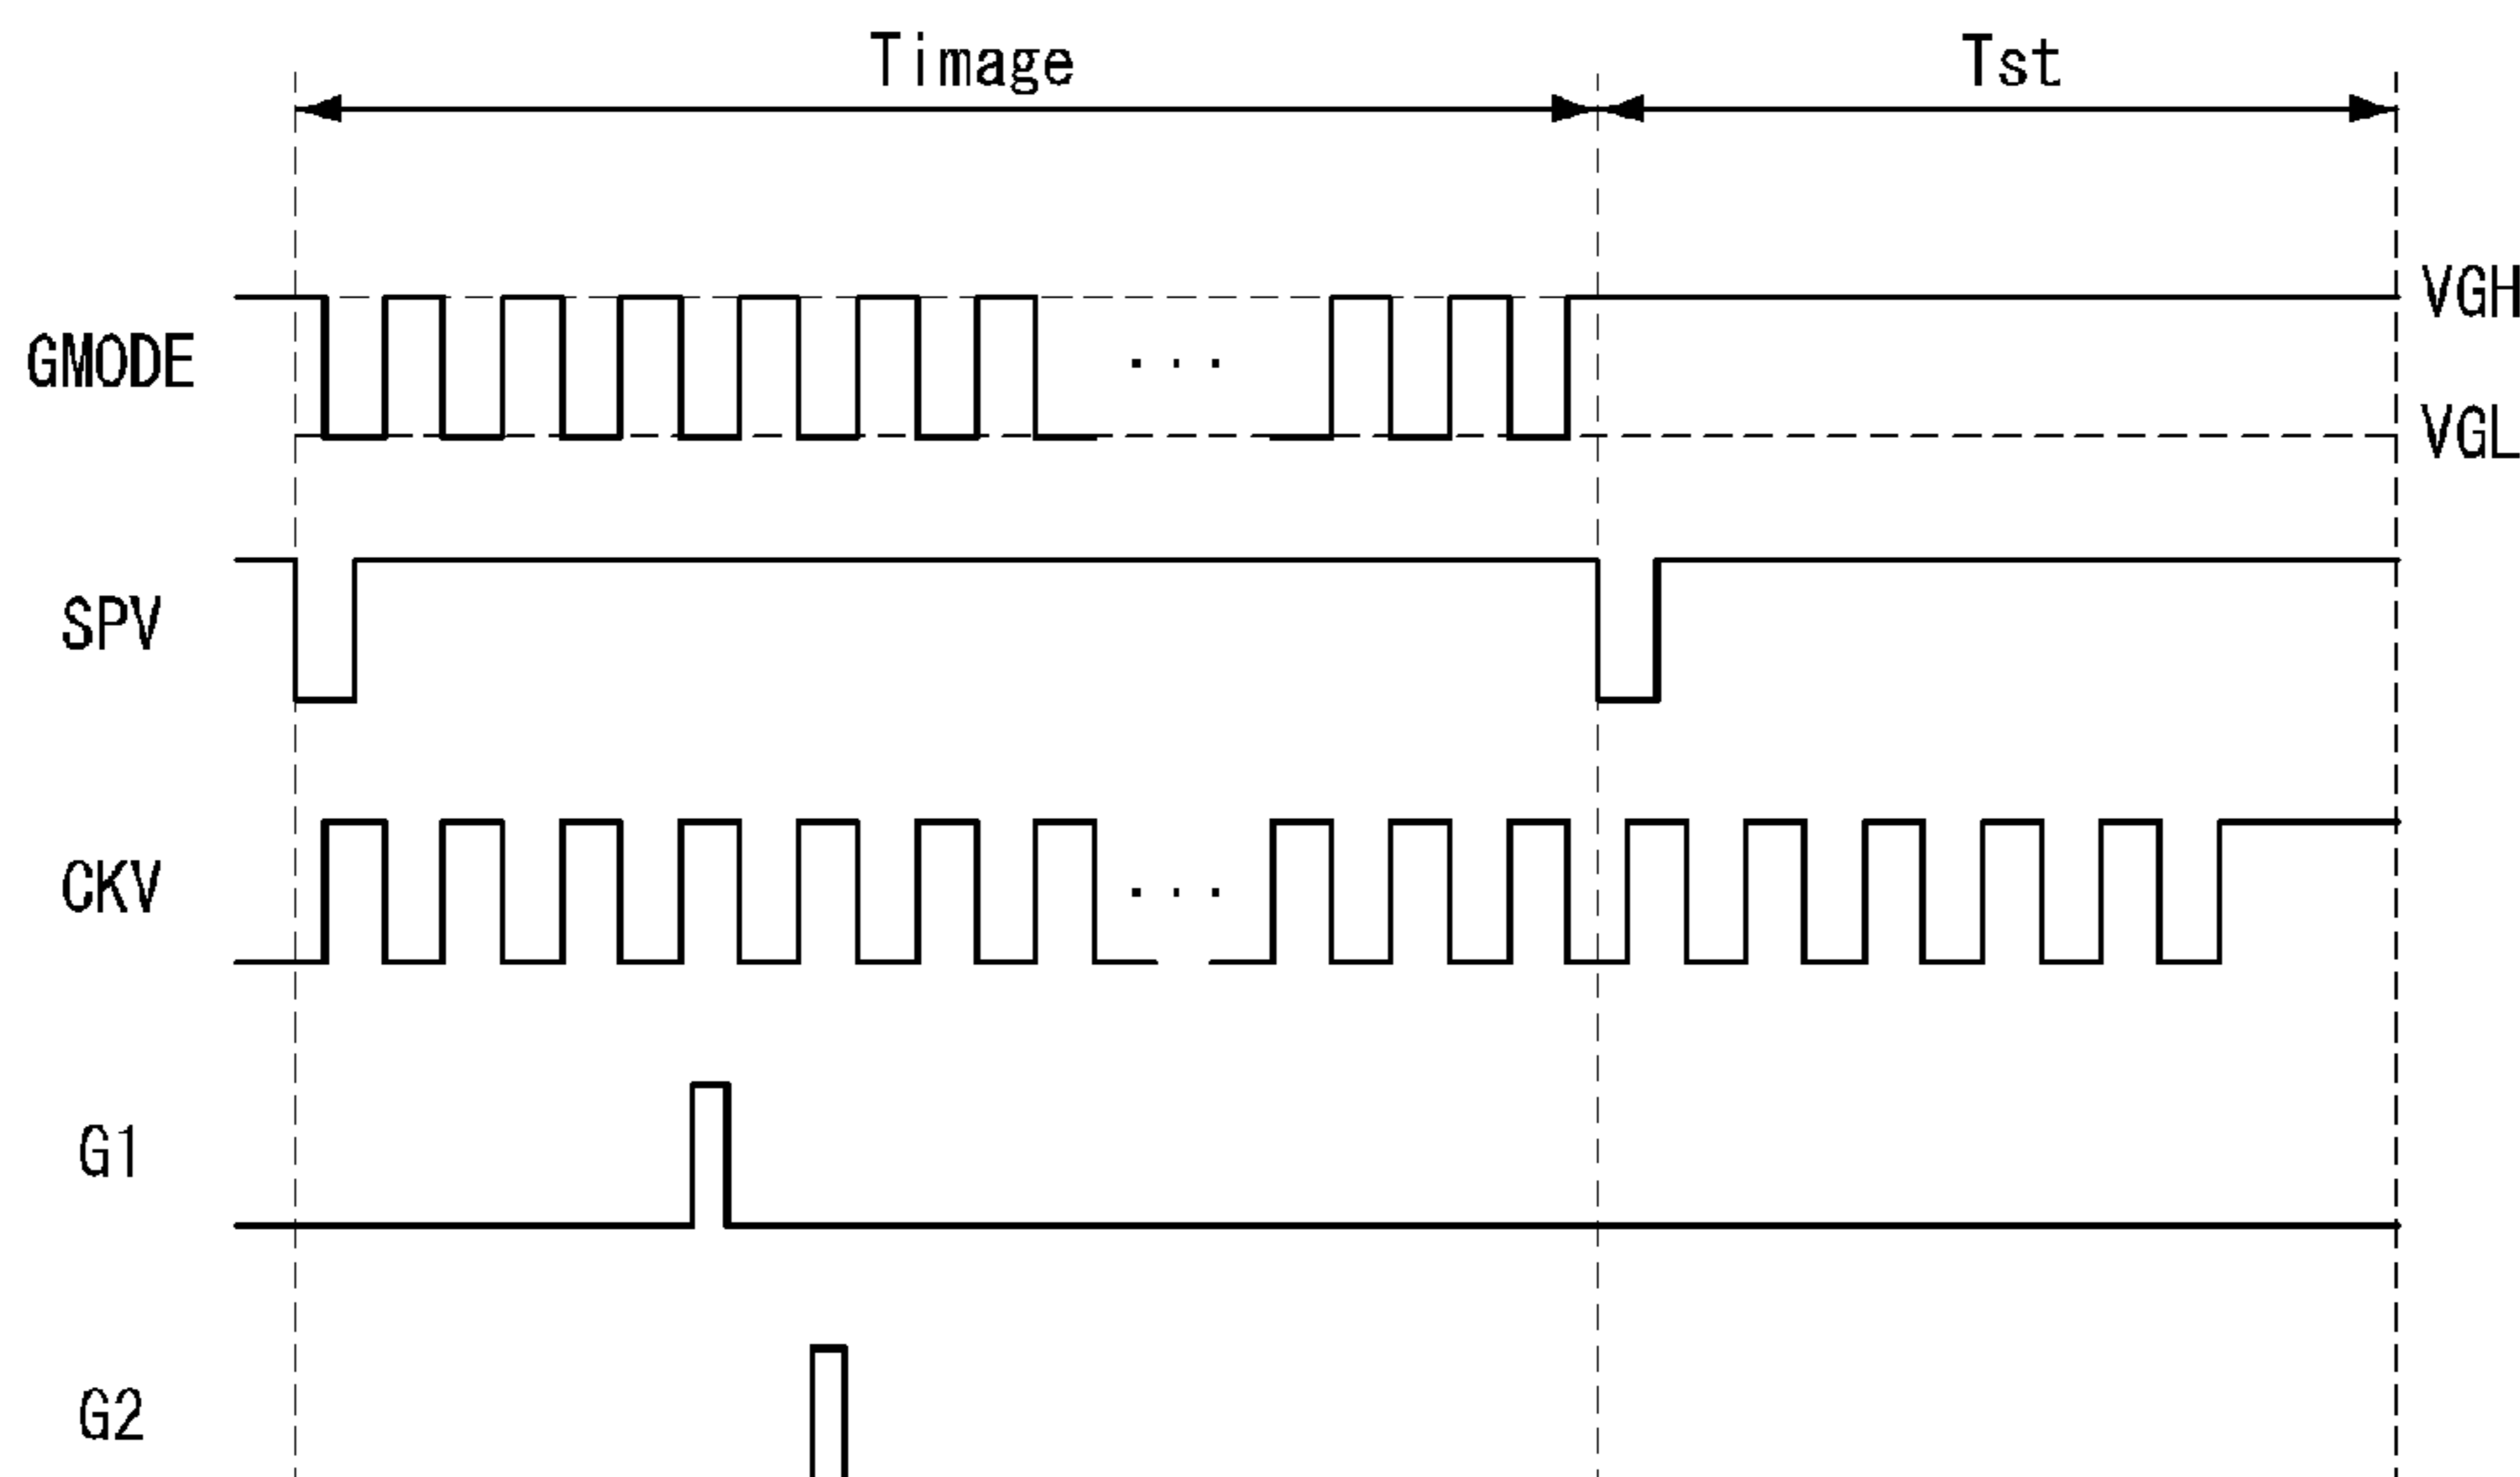 Timage Tst
VGH
GMODE
VGL
SPV
CKV
...
G1
G2